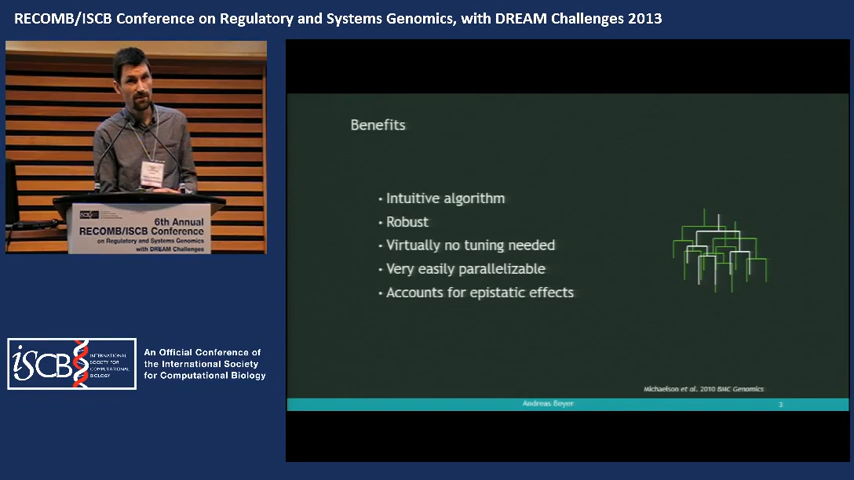 RECOMB/ISCB Conference on Regulatory and Systems Genomics, with DREAM Challenges 2013
6th Annual
RECOMB/ISCB Conference
on Regulatory and Systems Genomics
with DREAM Challenges
iSCB
INTERNATIONAL
SOCIETY FOR
COMPUTATIONAL
BIOLOGY
An Official Conference of
the International Society
for Computational Biology
Benefits
• Intuitive algorithm
• Robust
• Virtually no tuning needed
• Very easily parallelizable
• Accounts for epistatic effects
Michaelson et al. 2010 BMC Genomics
Andreas Beyer
3